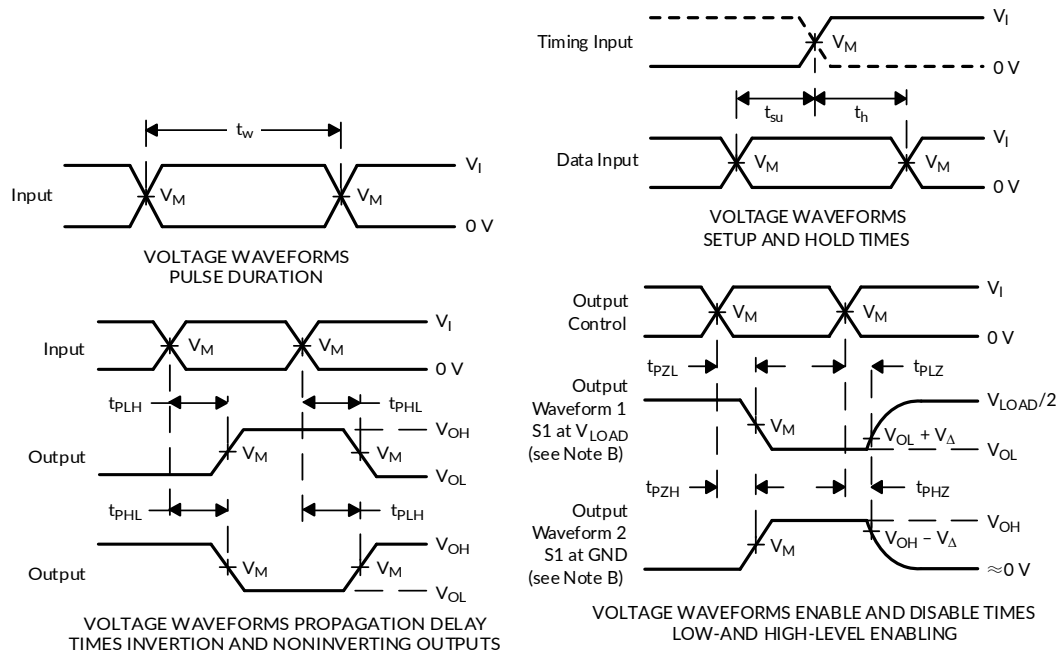 t_w
V_I
Input
V_M
V_M
0 V
VOLTAGE WAVEFORMS
PULSE DURATION
V_I
Timing Input
V_M
0 V
t_su
t_h
V_I
Data Input
V_M
V_M
0 V
VOLTAGE WAVEFORMS
SETUP AND HOLD TIMES
V_I
Input
V_M
V_M
0 V
t_PLH
t_PHL
V_OH
Output
V_M
V_M
V_OL
t_PHL
t_PLH
V_OH
Output
V_M
V_M
V_OL
VOLTAGE WAVEFORMS PROPAGATION DELAY
TIMES INVERTION AND NONINVERTING OUTPUTS
Output
Control
V_I
V_M
V_M
0 V
t_PZL
t_PLZ
Output
Waveform 1
S1 at V_LOAD
(see Note B)
V_LOAD/2
V_M
V_OL + V_Δ
V_OL
t_PZH
t_PHZ
Output
Waveform 2
S1 at GND
(see Note B)
V_OH
V_M
V_OH − V_Δ
≈0 V
VOLTAGE WAVEFORMS ENABLE AND DISABLE TIMES
LOW-AND HIGH-LEVEL ENABLING